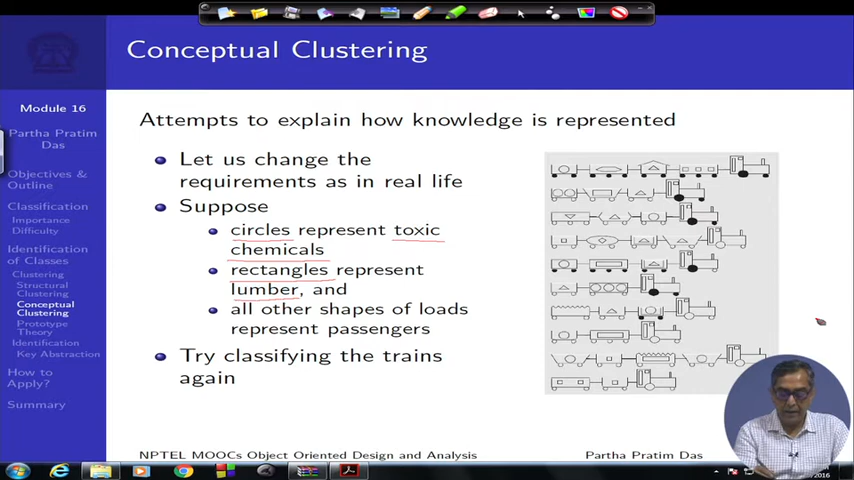 Conceptual Clustering
Module 16
Partha Pratim
Das
Objectives &
Outline
Classification
Importance
Difficulty
Identification
of Classes
Clustering
Structural
Clustering
Conceptual
Clustering
Prototype
Theory
Identification
Key Abstraction
How to
Apply?
Summary
Attempts to explain how knowledge is represented
Let us change the
requirements as in real life
Suppose
circles represent toxic
chemicals
rectangles represent
lumber, and
all other shapes of loads
represent passengers
Try classifying the trains
again
NPTEL MOOCs Object Oriented Design and Analysis
Partha Pratim Das